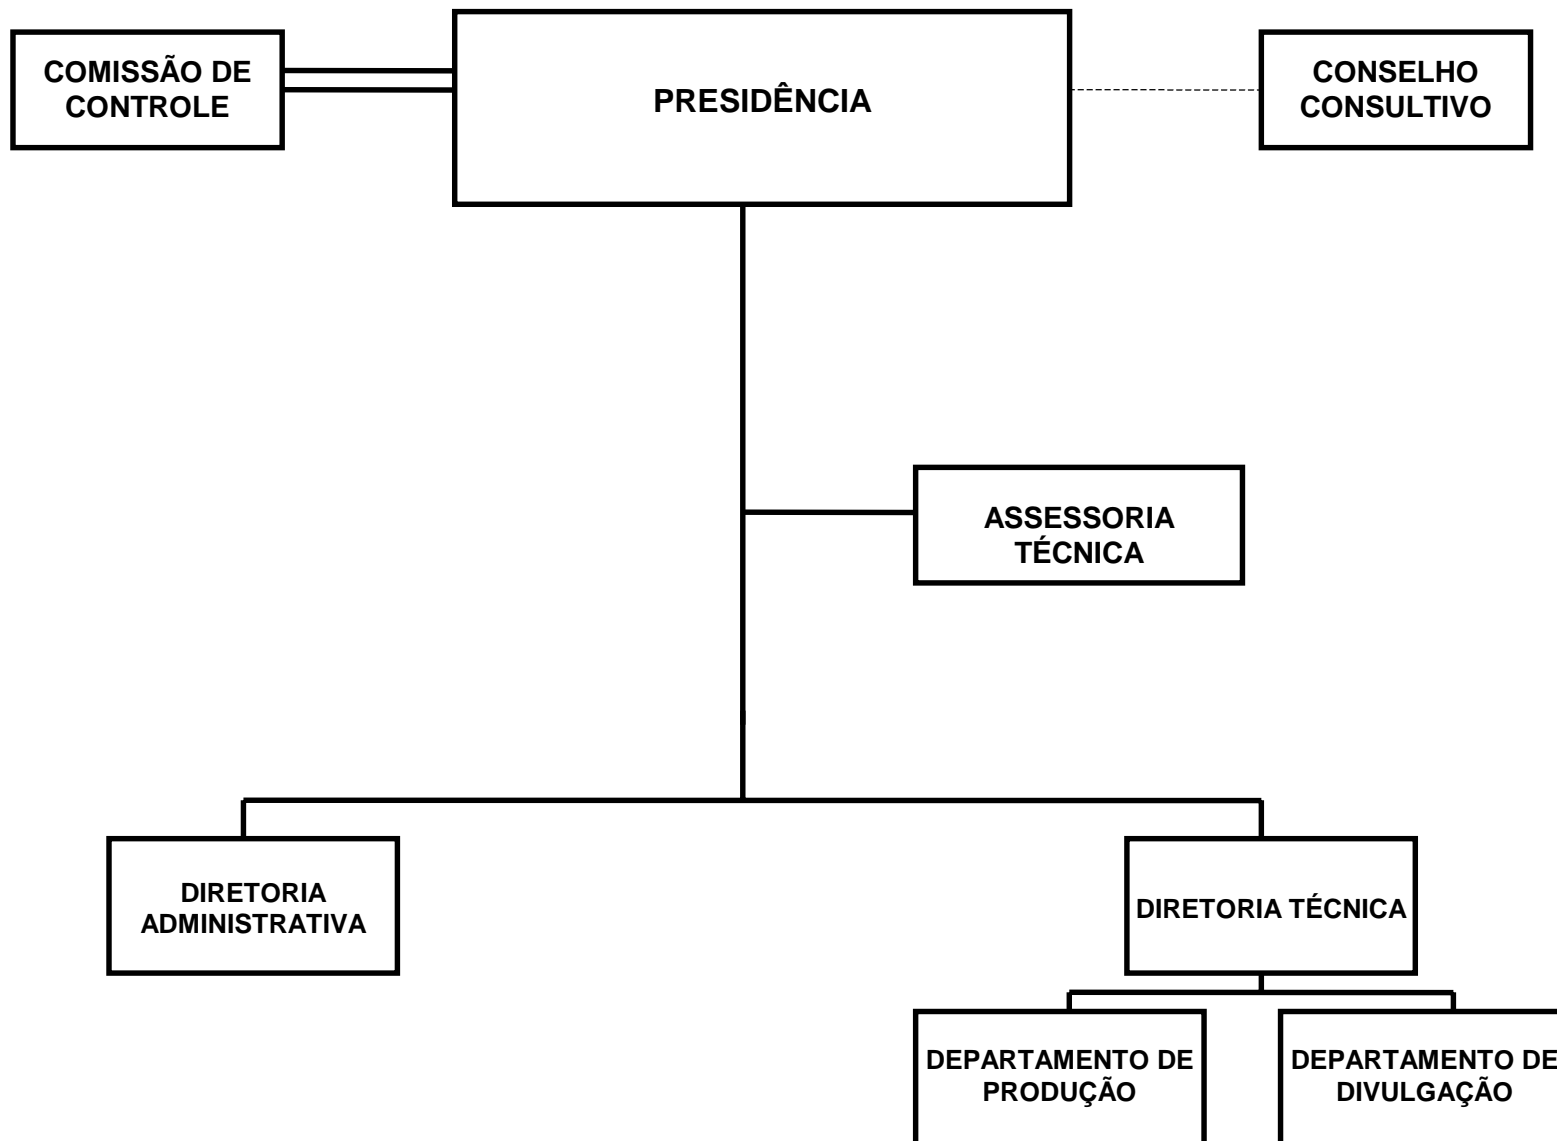 COMISSÃO DE
CONTROLE
PRESIDÊNCIA
CONSELHO
CONSULTIVO
ASSESSORIA
TÉCNICA
DIRETORIA
ADMINISTRATIVA
DIRETORIA TÉCNICA
DEPARTAMENTO DE
PRODUÇÃO
DEPARTAMENTO DE
DIVULGAÇÃO